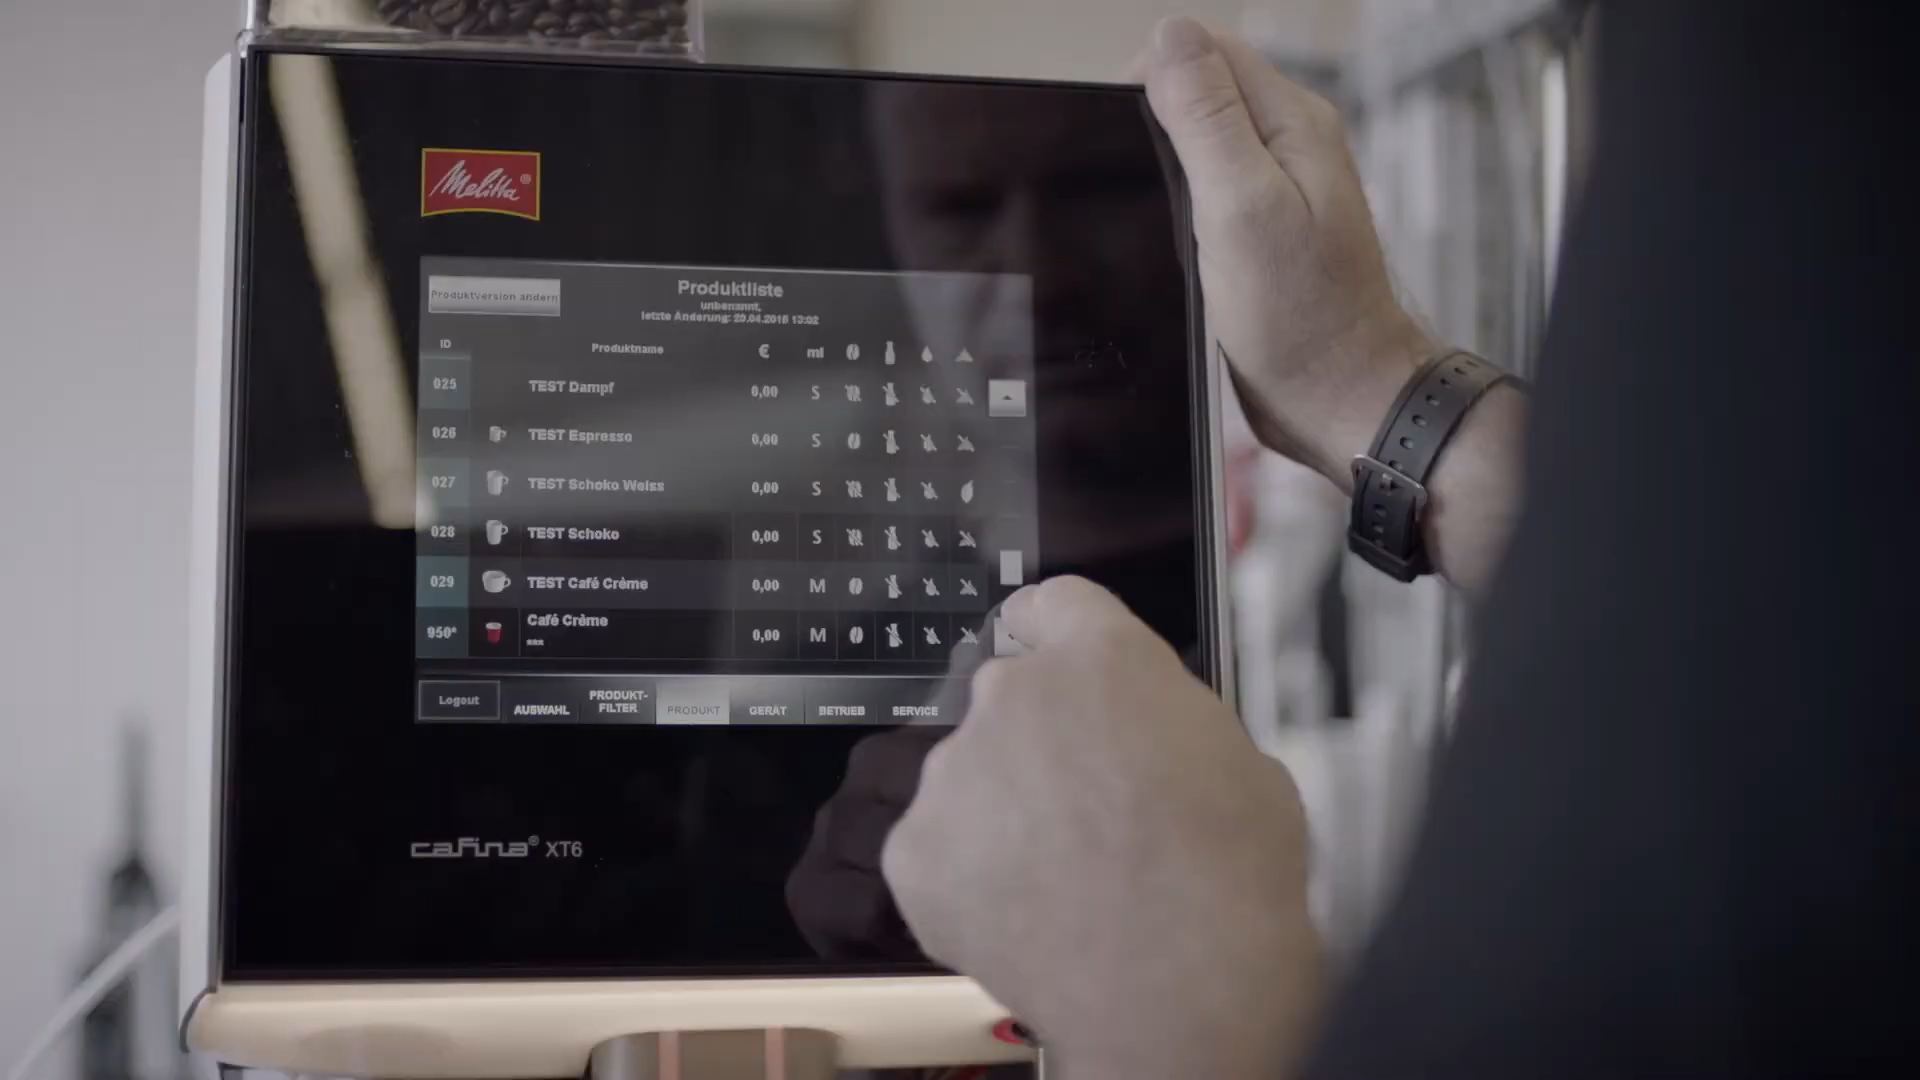 Melitta®
Produktversion ändern
Produktliste
unbenannt,
letzte Änderung: 20.04.2015 13:02
ID Produktname € ml
025 TEST Dampf 0,00 S
026 TEST Espresso 0,00 S
027 TEST Schoko Weiss 0,00 S
028 TEST Schoko 0,00 S
029 TEST Café Crème 0,00 M
950* Café Crème 0,00 M
***
Logout AUSWAHL PRODUKT-
FILTER PRODUKT GERÄT BETRIEB SERVICE
cafina® XT6